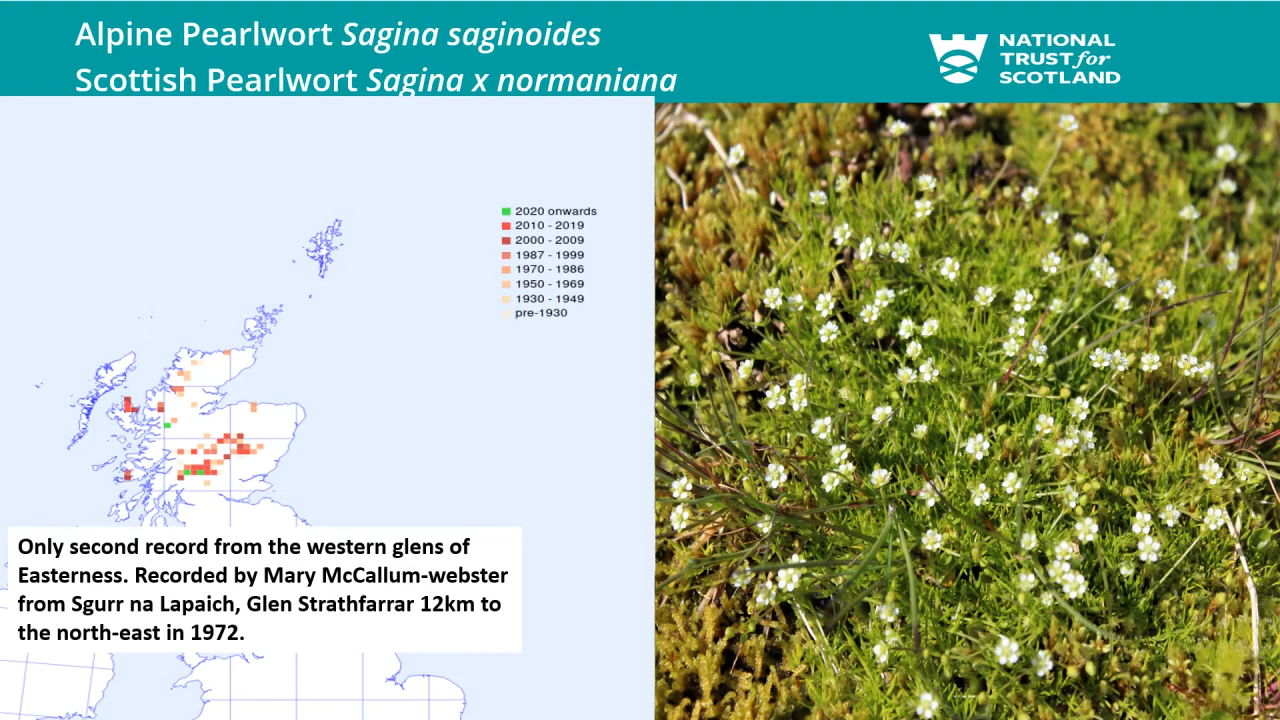 Alpine Pearlwort Sagina saginoides
Scottish Pearlwort Sagina x normaniana
NATIONAL
TRUST for
SCOTLAND
2020 onwards
2010 - 2019
2000 - 2009
1987 - 1999
1970 - 1986
1950 - 1969
1930 - 1949
pre-1930
Only second record from the western glens of
Easterness. Recorded by Mary McCallum-webster
from Sgurr na Lapaich, Glen Strathfarrar 12km to
the north-east in 1972.